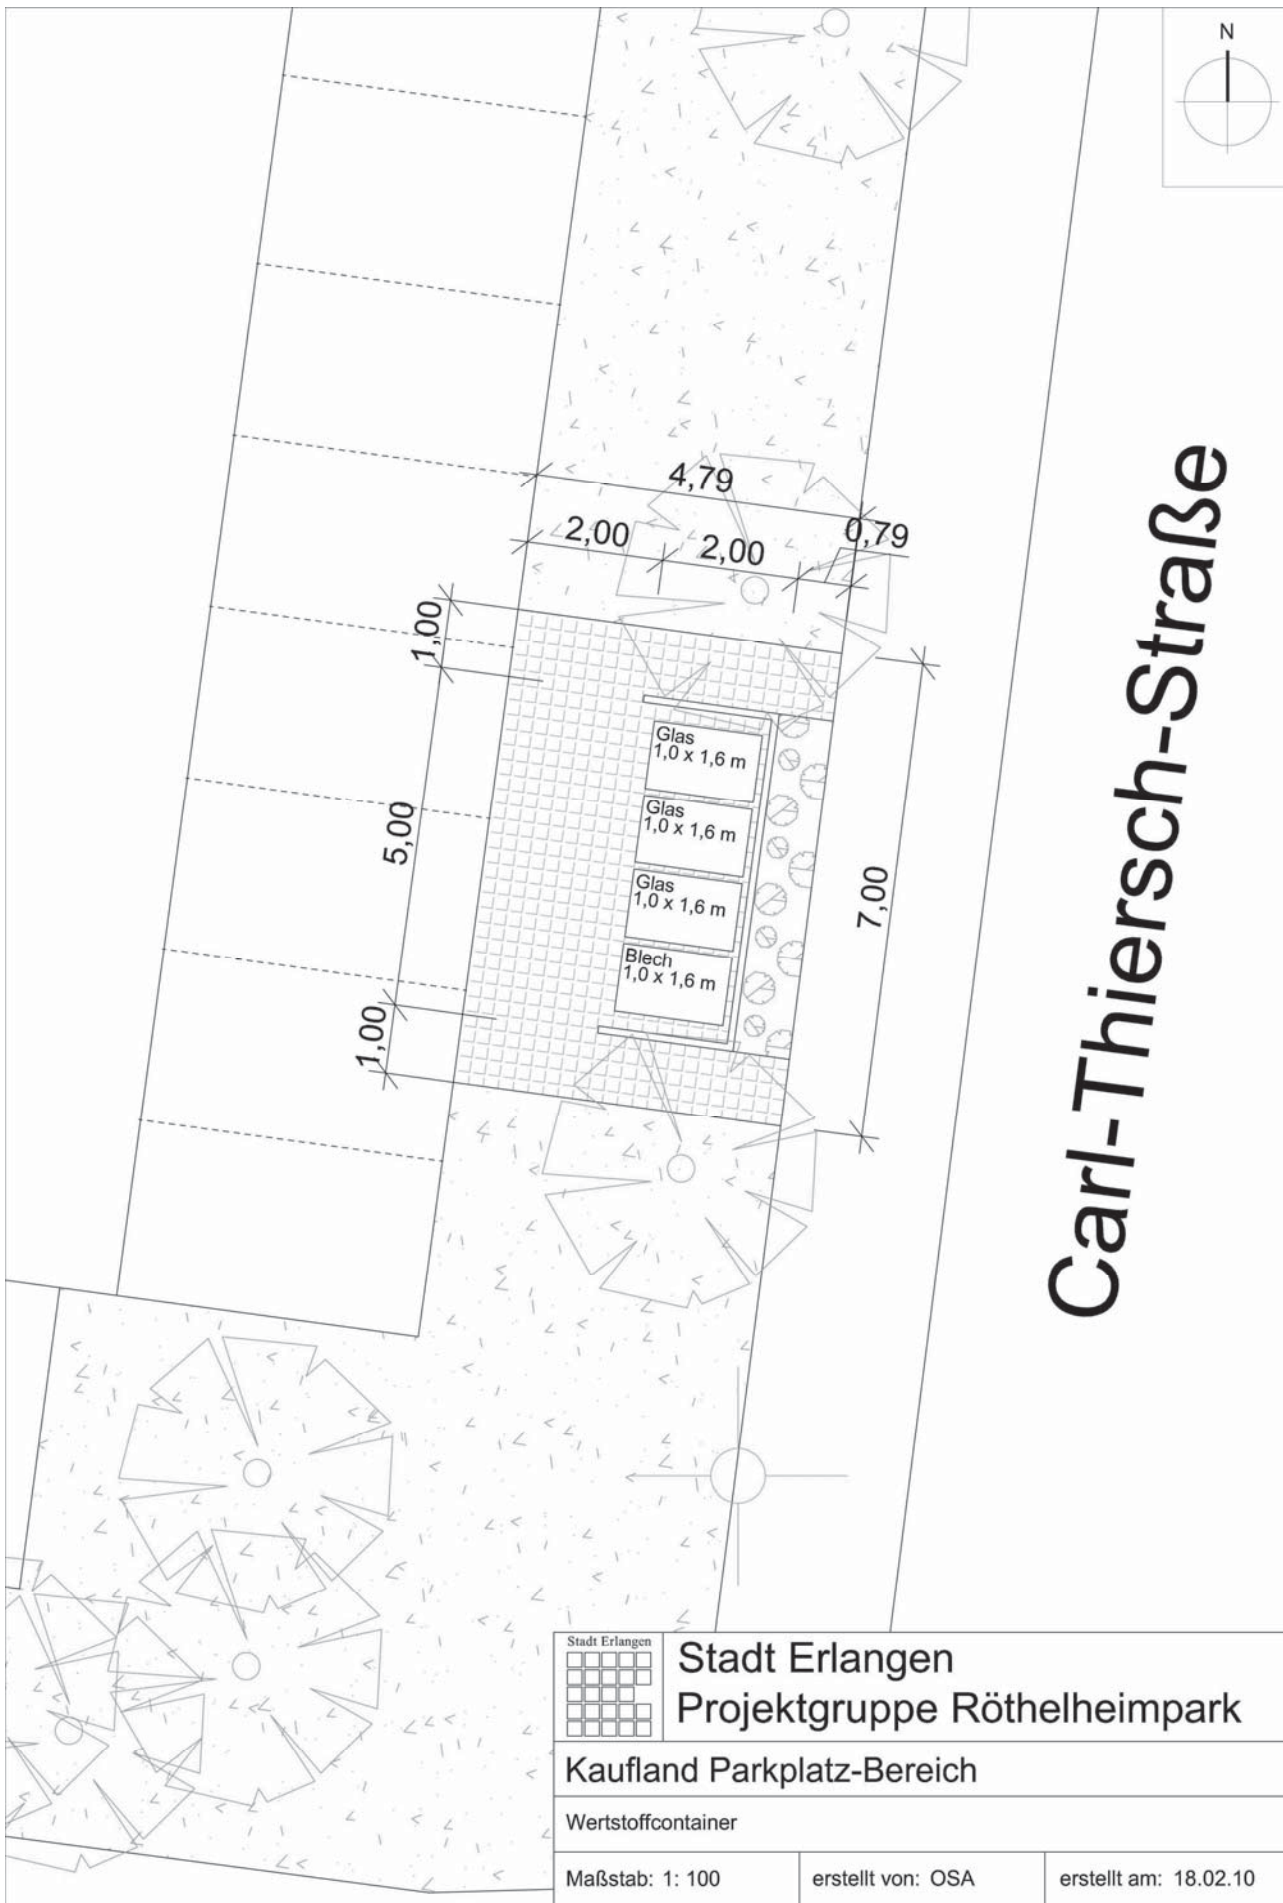 N
4,79
2,00
2,00
0,79
1,00
5,00
1,00
7,00
Glas
1,0 x 1,6 m
Glas
1,0 x 1,6 m
Glas
1,0 x 1,6 m
Blech
1,0 x 1,6 m
Carl-Thiersch-Straße
Stadt Erlangen
Stadt Erlangen
Projektgruppe Röthelheimpark
Kaufland Parkplatz-Bereich
Wertstoffcontainer
Maßstab: 1: 100
erstellt von: OSA
erstellt am: 18.02.10